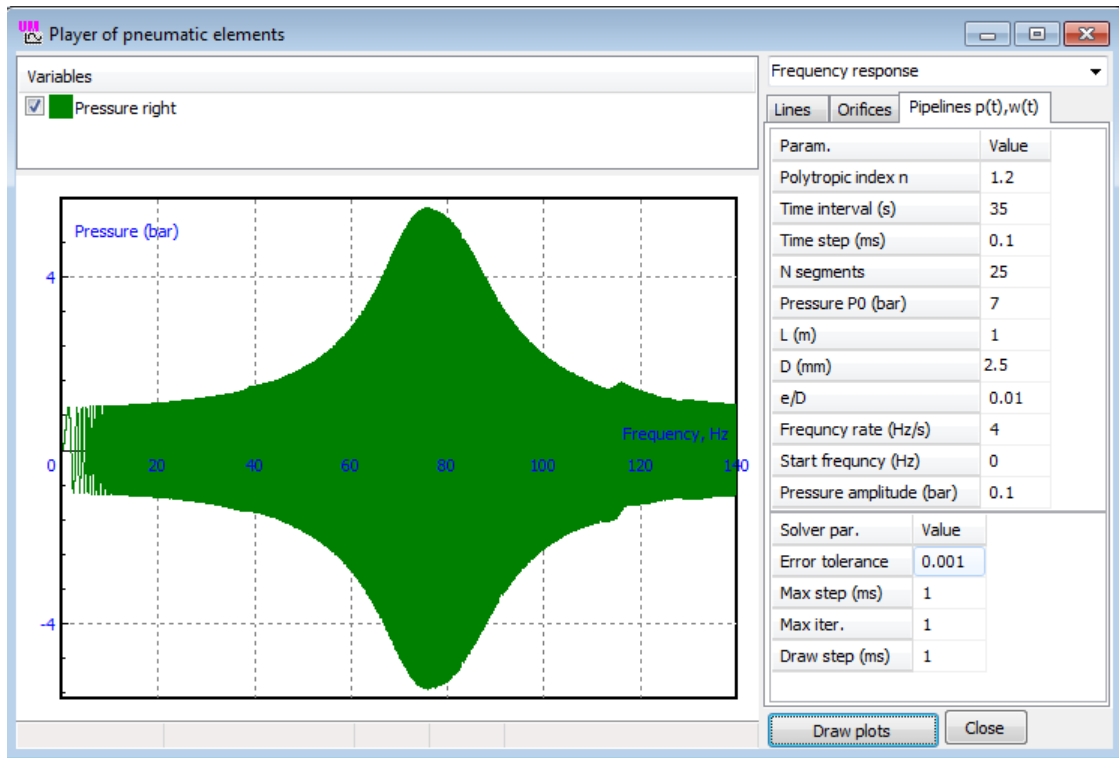 UM Player of pneumatic elements
Variables
Pressure right
Pressure (bar)
4
Frequency, Hz
0 20 40 60 80 100 120 140
-4
Frequency response
Lines Orifices Pipelines p(t),w(t)
Param. Value
Polytropic index n 1.2
Time interval (s) 35
Time step (ms) 0.1
N segments 25
Pressure P0 (bar) 7
L (m) 1
D (mm) 2.5
e/D 0.01
Frequncy rate (Hz/s) 4
Start frequncy (Hz) 0
Pressure amplitude (bar) 0.1
Solver par. Value
Error tolerance 0.001
Max step (ms) 1
Max iter. 1
Draw step (ms) 1
Draw plots Close